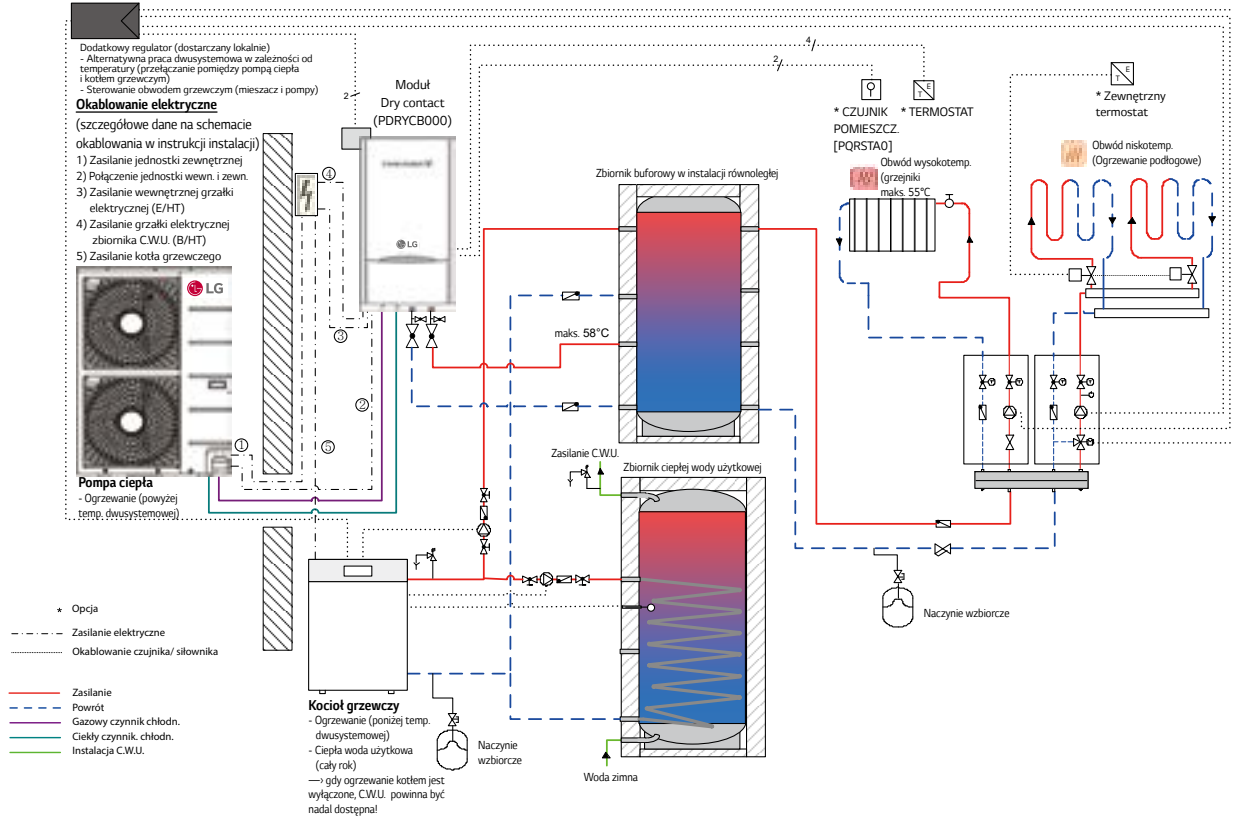 Dodatkowy regulator (dostarczany lokalnie)
- Alternatywna praca dwusystemowa w zależności od
temperatury (przełączanie pomiędzy pompą ciepła
i kotłem grzewczym)
- Sterowanie obwodem grzewczym (mieszacz i pompy)
Okablowanie elektryczne
(szczegółowe dane na schemacie
okablowania w instrukcji instalacji)
1) Zasilanie jednostki zewnętrznej
2) Połączenie jednostki wewn. i zewn.
3) Zasilanie wewnętrznej grzałki
elektrycznej (E/HT)
4) Zasilanie grzałki elektrycznej
zbiornika C.W.U. (B/HT)
5) Zasilanie kotła grzewczego
LG
Pompa ciepła
- Ogrzewanie (powyżej
temp. dwusystemowej)
2
④
③
②
①
⑤
Moduł
Dry contact
(PDRYCB000)
LG
4
2
* CZUJNIK
POMIESZCZ.
[PQRSTA0]
E
T
* TERMOSTAT
E
T
* Zewnętrzny
termostat
Obwód wysokotemp.
(grzejniki
maks. 55°C
Obwód niskotemp.
(Ogrzewanie podłogowe)
Zbiornik buforowy w instalacji równoległej
maks. 58°C
Zasilanie C.W.U.
Zbiornik ciepłej wody użytkowej
Woda zimna
Naczynie wzbiorcze
Kocioł grzewczy
- Ogrzewanie (poniżej temp.
dwusystemowej)
- Ciepła woda użytkowa
(cały rok)
—› gdy ogrzewanie kotłem jest
wyłączone, C.W.U. powinna być
nadal dostępna!
Naczynie
wzbiorcze
* Opcja
Zasilanie elektryczne
Okablowanie czujnika/ siłownika
Zasilanie
Powrót
Gazowy czynnik chłodn.
Ciekły czynnik. chłodn.
Instalacja C.W.U.